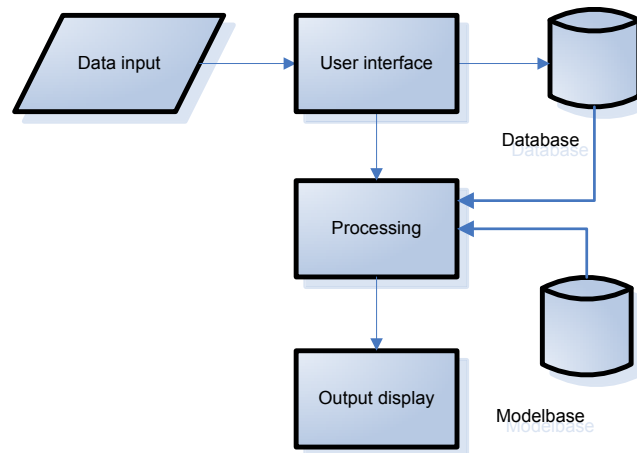 Data input
User interface
Database
Processing
Output display
Modelbase